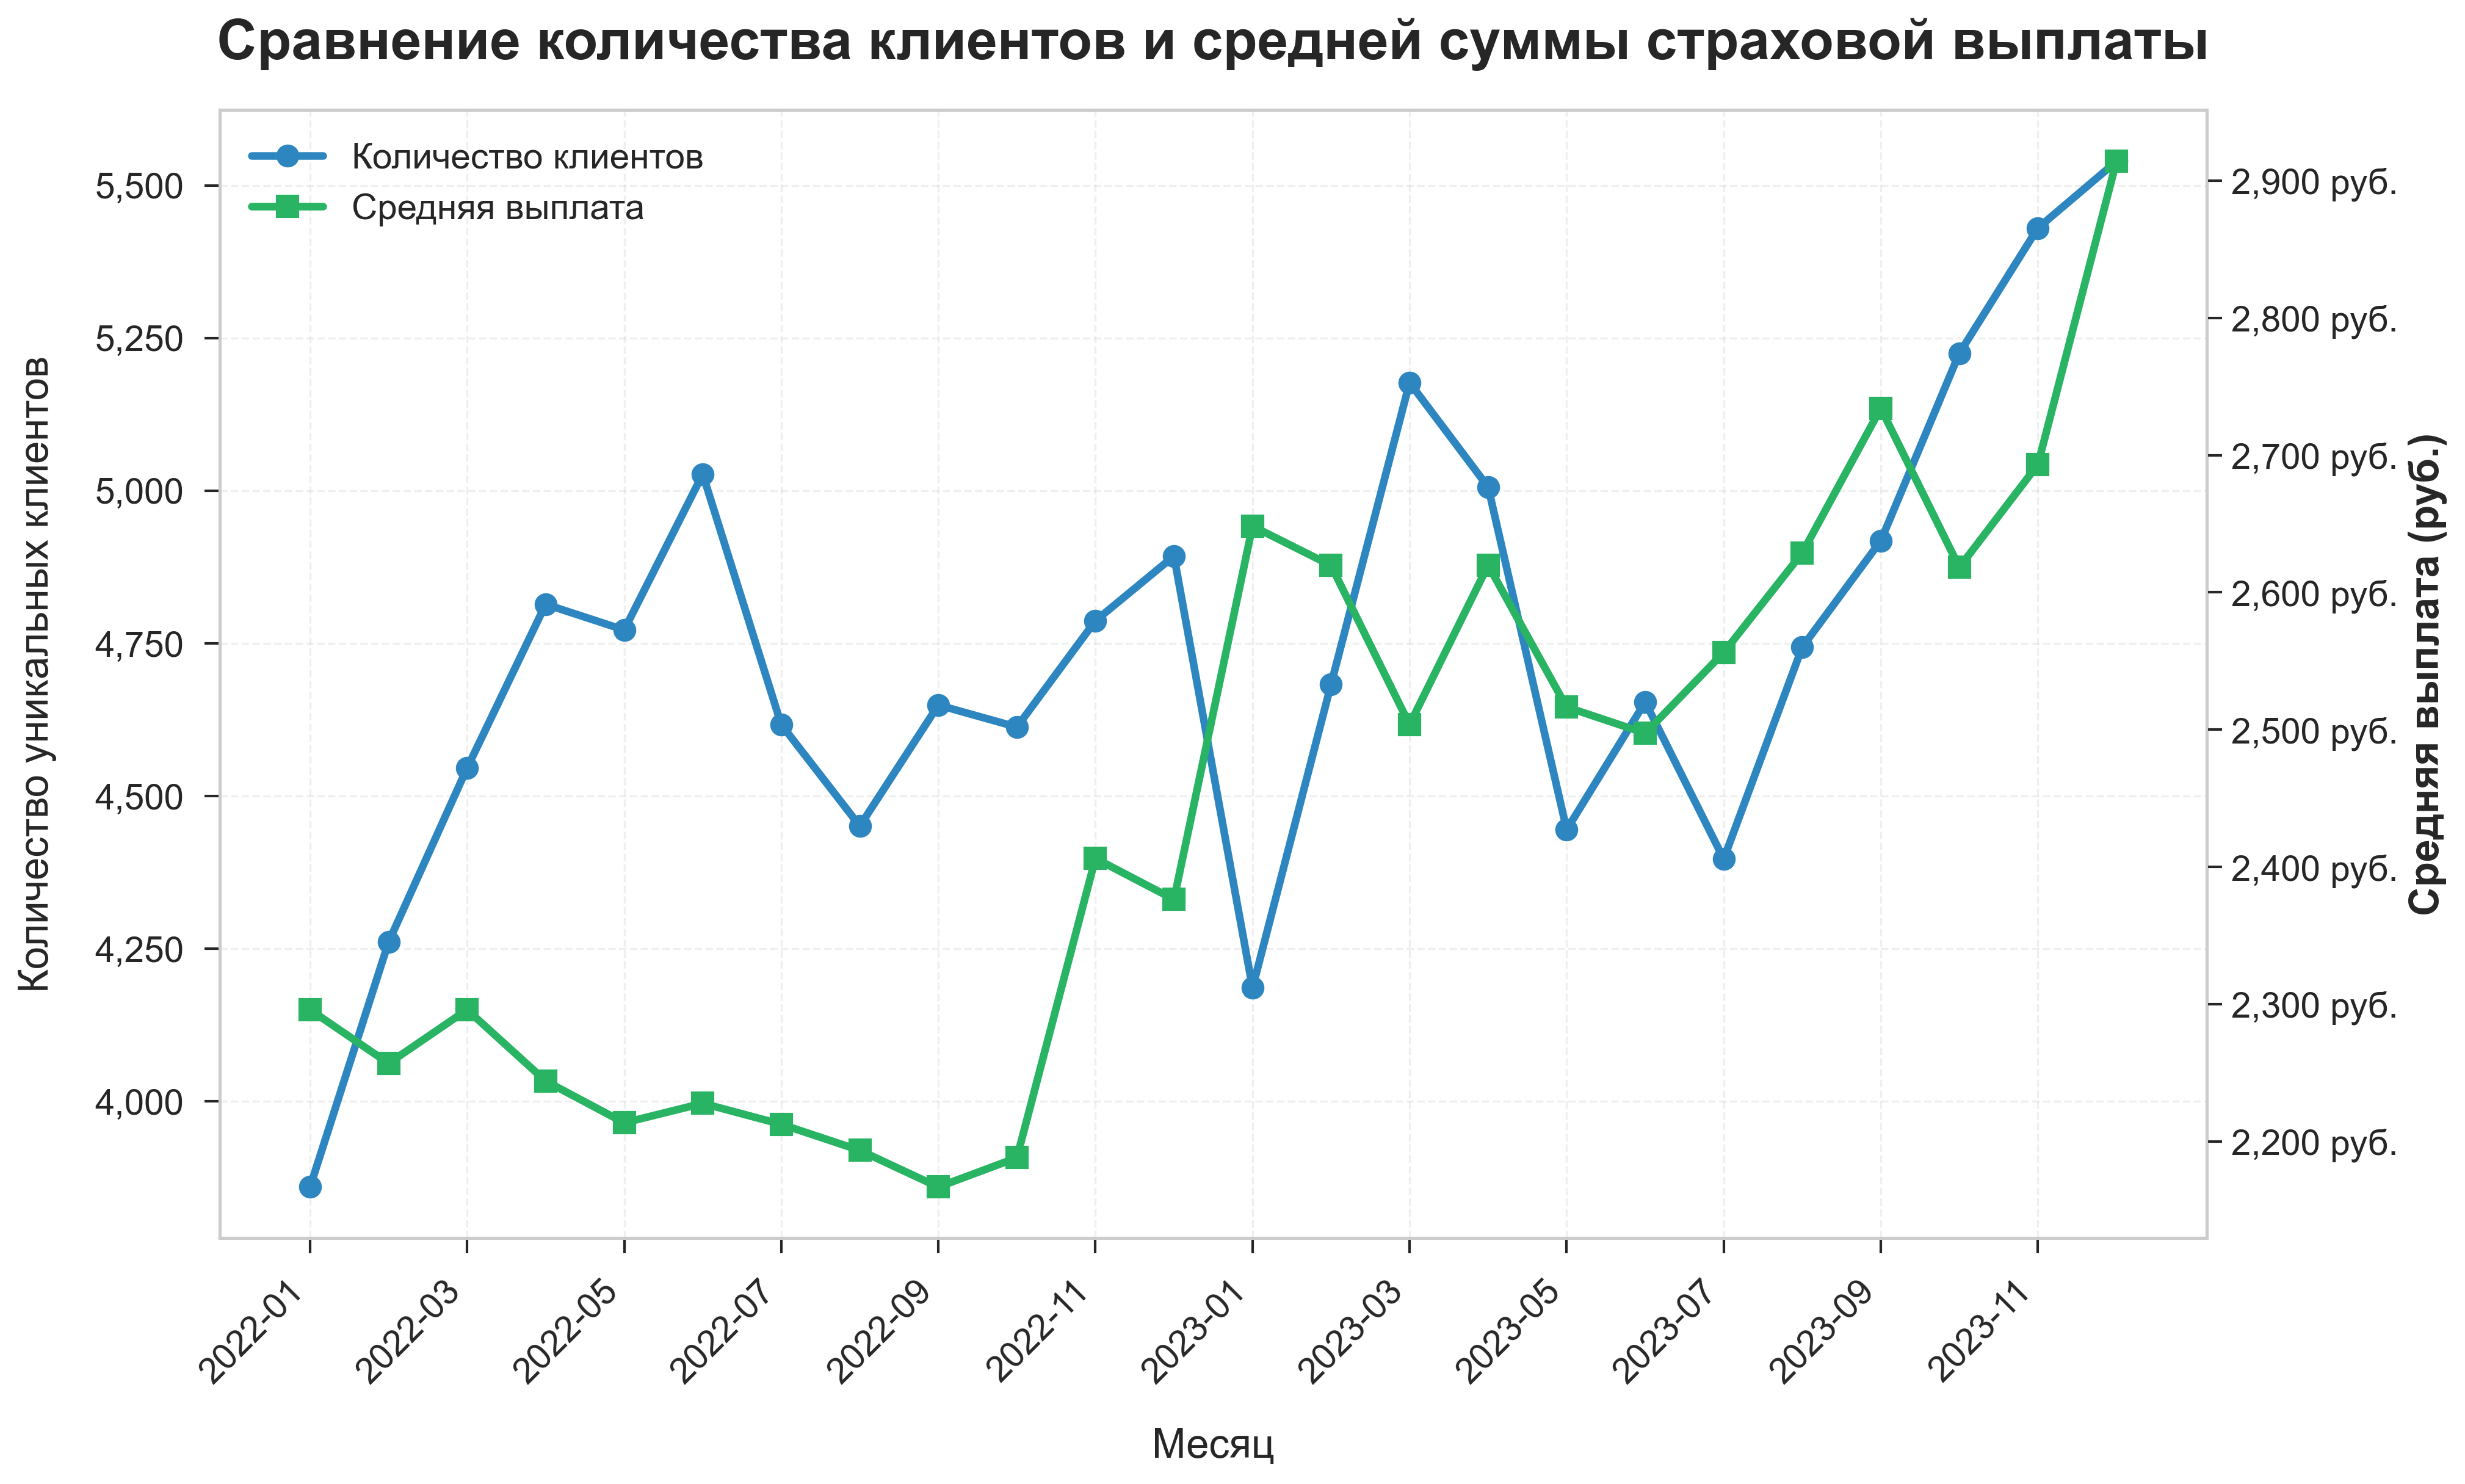 Сравнение количества клиентов и средней суммы страховой выплаты
Количество клиентов
Средняя выплата
Количество уникальных клиентов
5,500
5,250
5,000
4,750
4,500
4,250
4,000
2,900 руб.
2,800 руб.
2,700 руб.
2,600 руб.
2,500 руб.
2,400 руб.
2,300 руб.
2,200 руб.
Средняя выплата (руб.)
2022-01
2022-03
2022-05
2022-07
2022-09
2022-11
2023-01
2023-03
2023-05
2023-07
2023-09
2023-11
Месяц